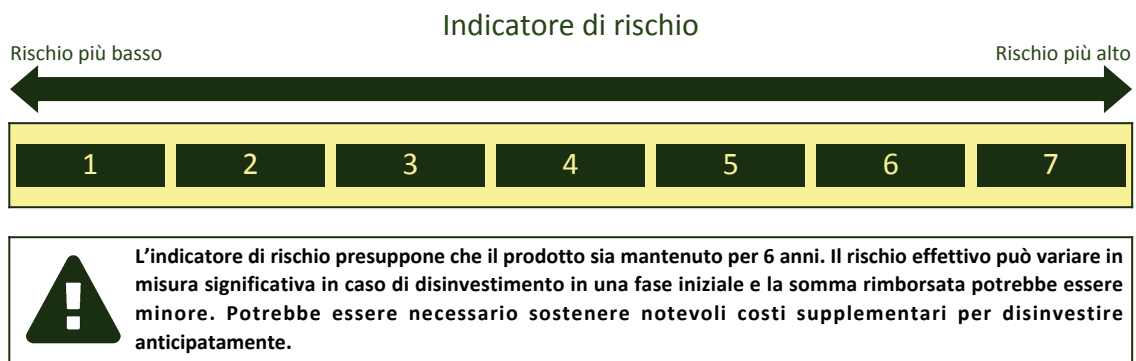 Indicatore di rischio
Rischio più basso
Rischio più alto
1 2 3 4 5 6 7
L'indicatore di rischio presuppone che il prodotto sia mantenuto per 6 anni. Il rischio effettivo può variare in
misura significativa in caso di disinvestimento in una fase iniziale e la somma rimborsata potrebbe essere
minore. Potrebbe essere necessario sostenere notevoli costi supplementari per disinvestire
anticipatamente.